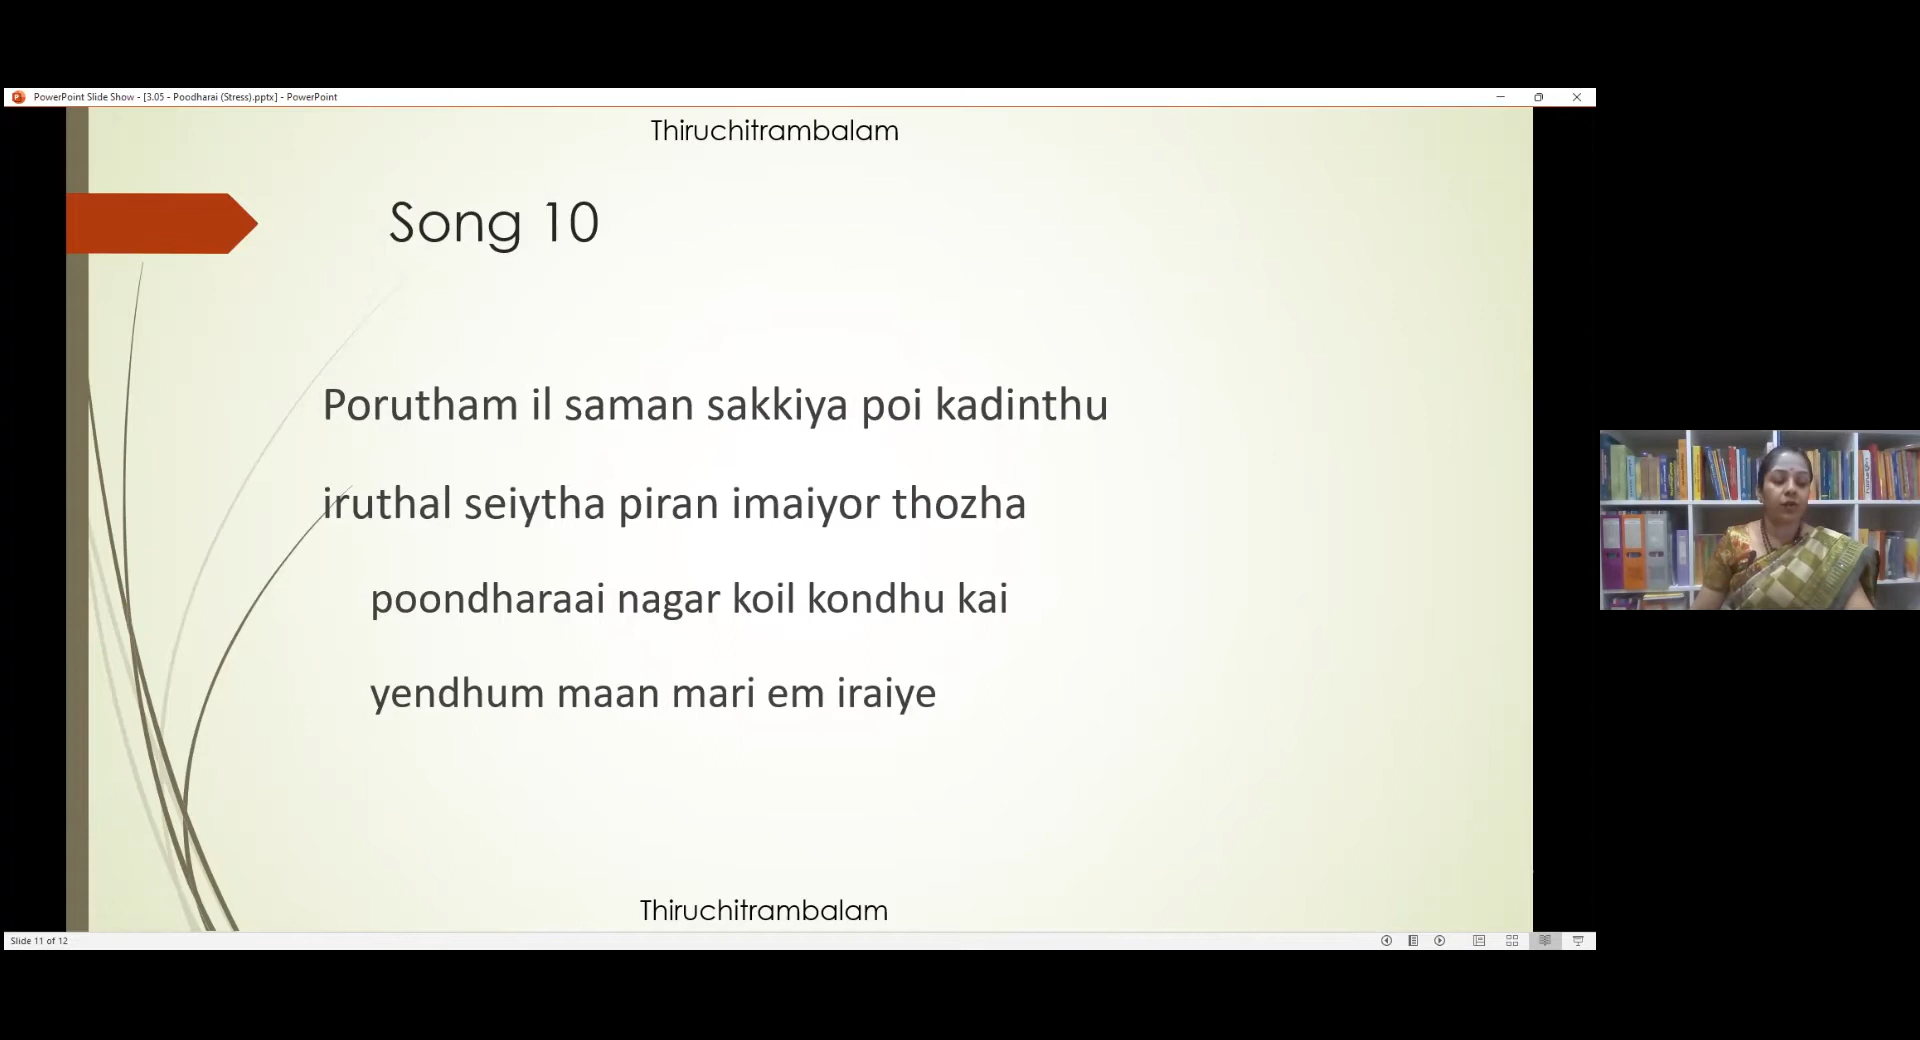 PowerPoint Slide Show - [3.05 - Poodharai (Stress).pptx] - PowerPoint
Thiruchitrambalam
Song 10
Porutham il saman sakkiya poi kadinthu
iruthal seiytha piran imaiyor thozha
poondharaai nagar koil kondhu kai
yendhum maan mari em iraiye
Thiruchitrambalam
Slide 11 of 12